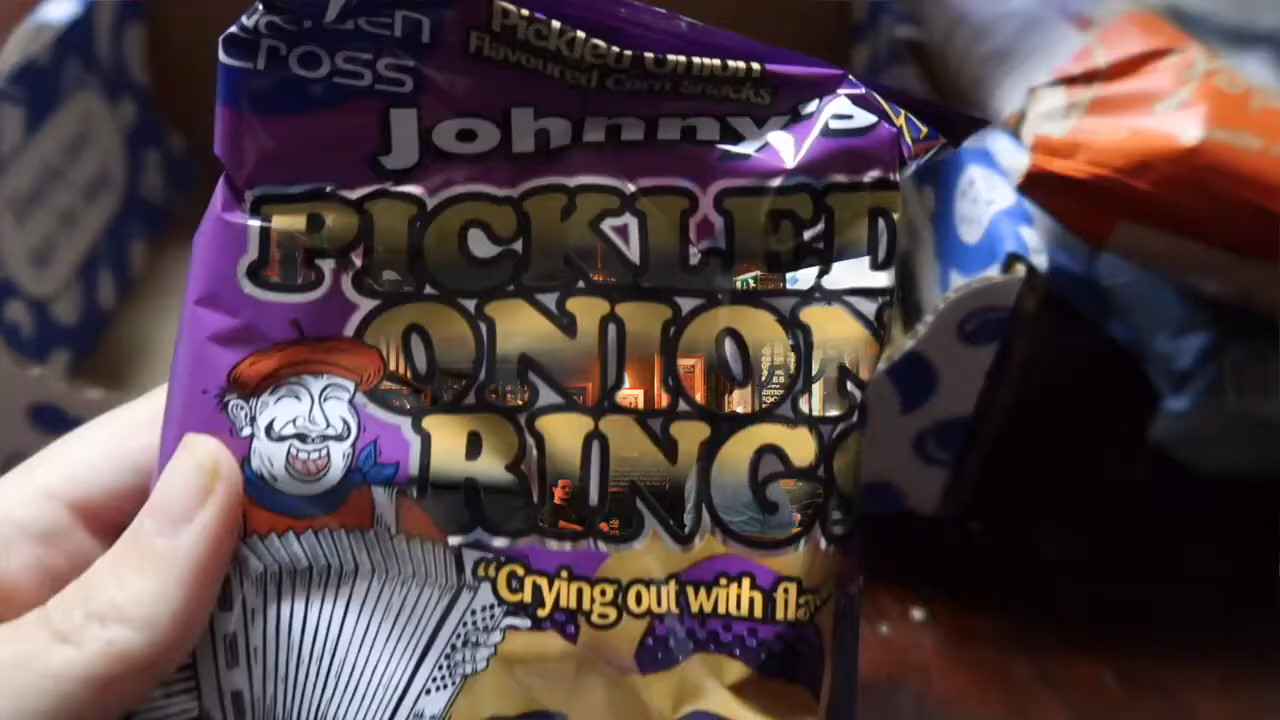 Cross
Pickled Onion
Flavoured Corn Snacks
Johnny's
PICKLED
ONION
RINGS
"Crying out with fla